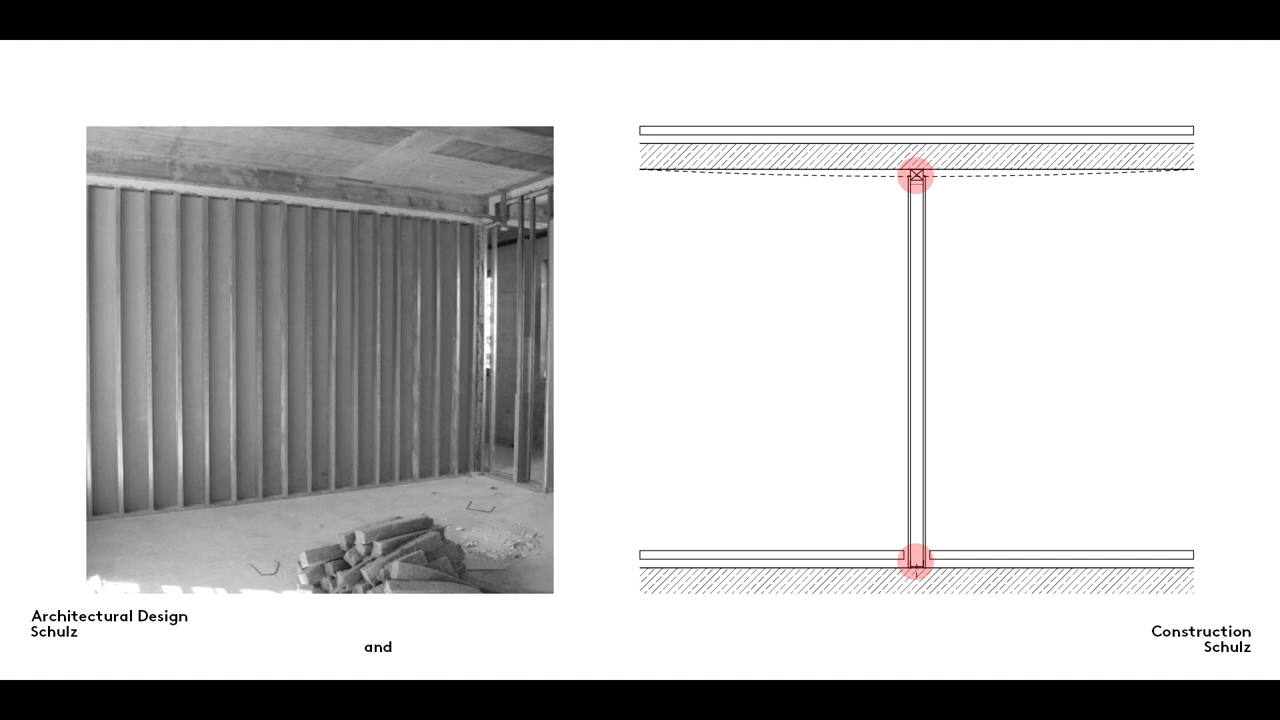 Architectural Design
Schulz
and
Construction
Schulz